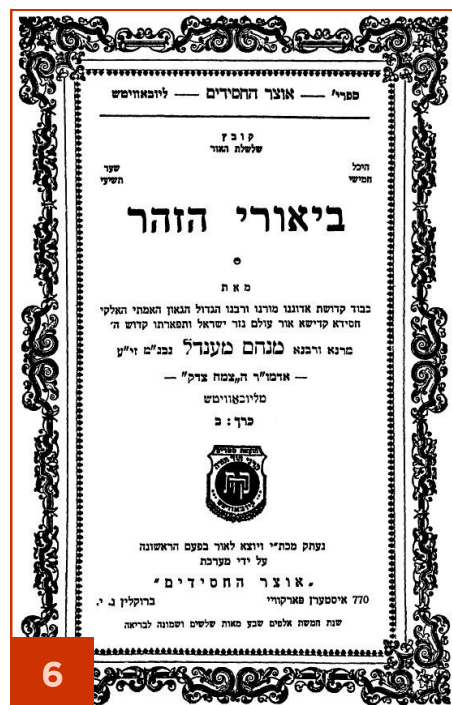 ספרי' — אוצר החסידים — ליובאוויטש
קובץ
שלשלת האור
היכל
חמישי
שער
תשיעי
ביאורי הזהר
מאת
כבוד קדושת אדוננו מורנו ורבנו הגדול הגאון האמתי האלקי
חסידא קדישא אור עולם נזר ישראל ותפארתו קדוש ה'
מרנא ורבנא מנחם מענדל נבג"מ זי"ע
— אדמו"ר ה„צמח צדק" —
מליובאַוויטש
כרך : ב
נעתק מכת"י ויוצא לאור בפעם הראשונה
על ידי מערכת
„אוצר החסידים"
770 איסטערן פארקוויי
ברוקלין נ. י.
שנת חמשת אלפים שבע מאות שלשים ושמונה לבריאה
6